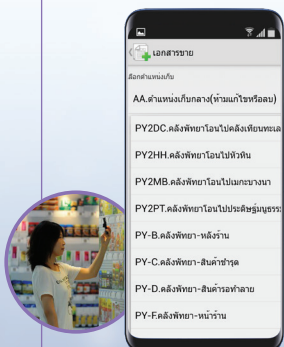 เอกสารขาย
ลือกตำแหน่งเก็บ
AA.ตำแหน่งเก็บกลาง(ห้ามแก้ไขหรือลบ)
PY2DC.คลังพัทยาโอนไปคลังเทียนทะเล
PY2HH.คลังพัทยาโอนไปหัวหิน
PY2MB.คลังพัทยาโอนไปเมกะบางนา
PY2PT.คลังพัทยาโอนไปประดิษฐ์มนูธรร
PY-B.คลังพัทยา-หลังร้าน
PY-C.คลังพัทยา-สินค้าชำรุด
PY-D.คลังพัทยา-สินค้ารอทำลาย
PY-F.คลังพัทยา-หน้าร้าน